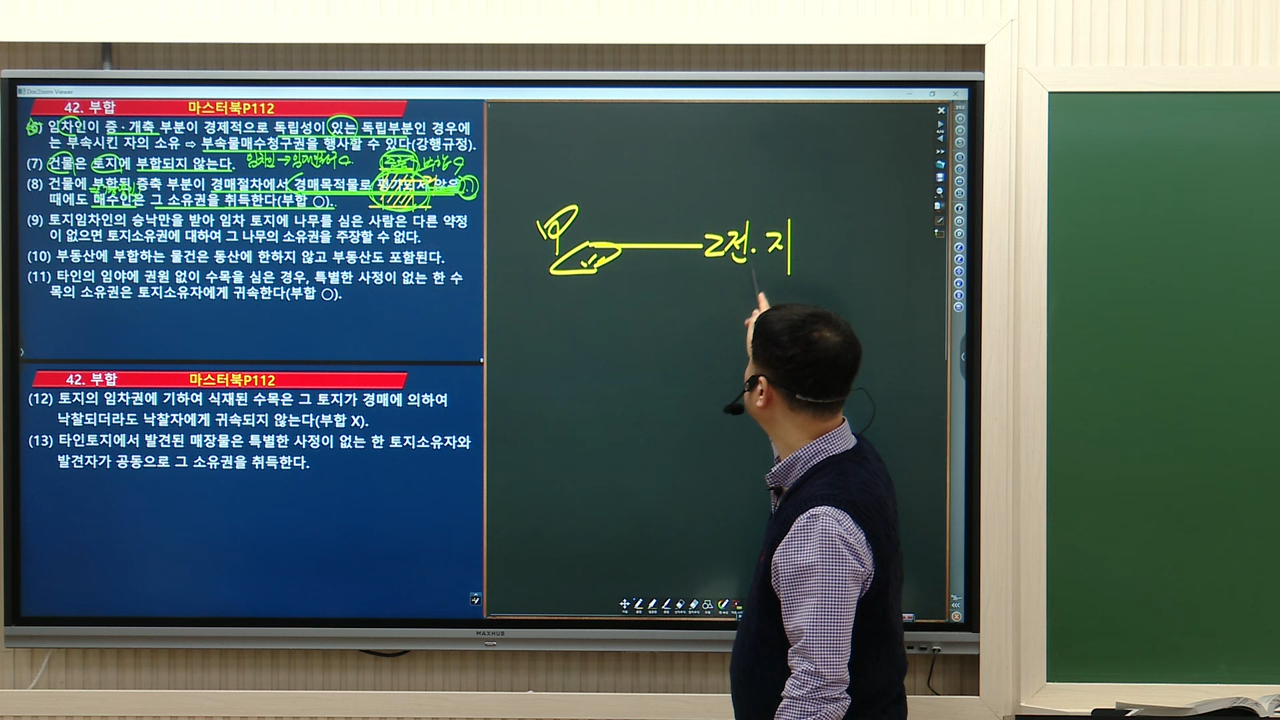 DocZoom Viewer
42. 부합 마스터북P112
(6) 임차인이 증·개축 부분이 경제적으로 독립성이 있는 독립부분인 경우에
는 부속시킨 자의 소유 ⇨ 부속물매수청구권을 행사할 수 있다(강행규정).
(7) 건물은 토지에 부합되지 않는다.
(8) 건물에 부합된 증축 부분이 경매절차에서 경매목적물로 평가되지 않은
때에도 매수인은 그 소유권을 취득한다(부합 ○).
(9) 토지임차인의 승낙만을 받아 임차 토지에 나무를 심은 사람은 다른 약정
이 없으면 토지소유권에 대하여 그 나무의 소유권을 주장할 수 없다.
(10) 부동산에 부합하는 물건은 동산에 한하지 않고 부동산도 포함된다.
(11) 타인의 임야에 권원 없이 수목을 심은 경우, 특별한 사정이 없는 한 수
목의 소유권은 토지소유자에게 귀속한다(부합 ○).
42. 부합 마스터북P112
(12) 토지의 임차권에 기하여 식재된 수목은 그 토지가 경매에 의하여
낙찰되더라도 낙찰자에게 귀속되지 않는다(부합 X).
(13) 타인토지에서 발견된 매장물은 특별한 사정이 없는 한 토지소유자와
발견자가 공동으로 그 소유권을 취득한다.
전·지
MAXHUB